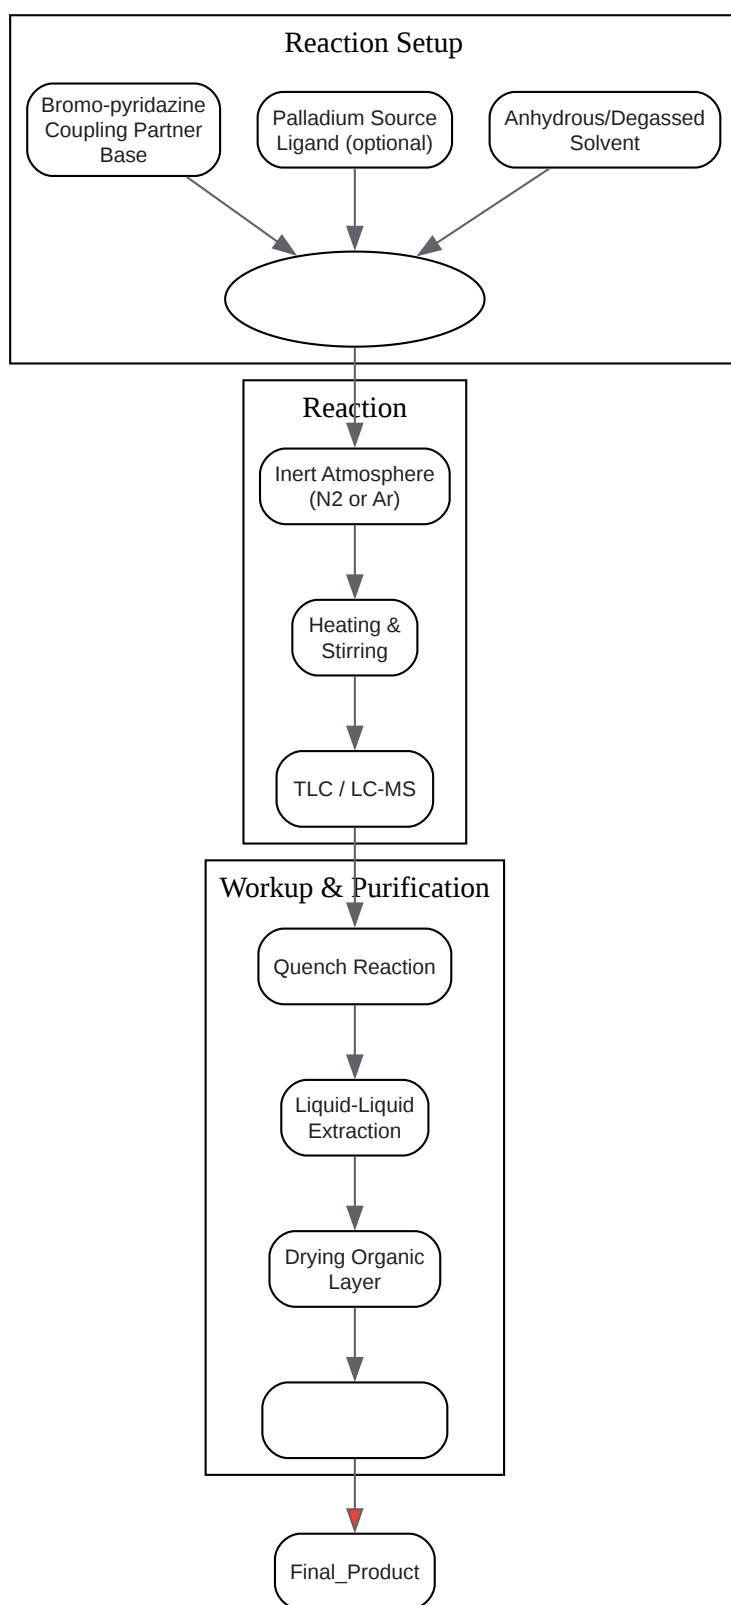 Reaction Setup
Bromo-pyridazine
Coupling Partner
Base
Palladium Source
Ligand (optional)
Anhydrous/Degassed
Solvent
Reaction
Inert Atmosphere
(N2 or Ar)
Heating &
Stirring
TLC / LC-MS
Workup & Purification
Quench Reaction
Liquid-Liquid
Extraction
Drying Organic
Layer
Final_Product